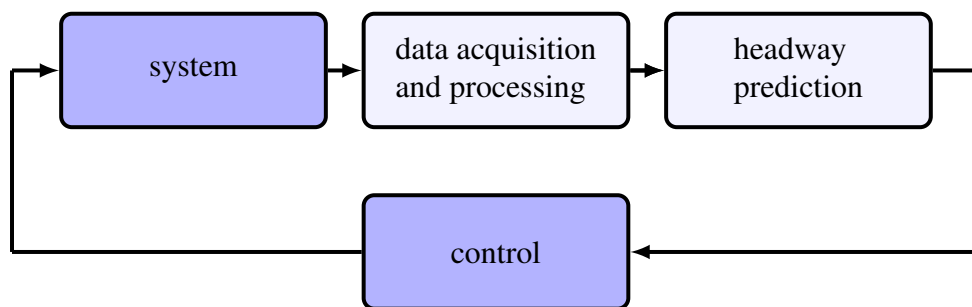 system
data acquisition
and processing
headway
prediction
control